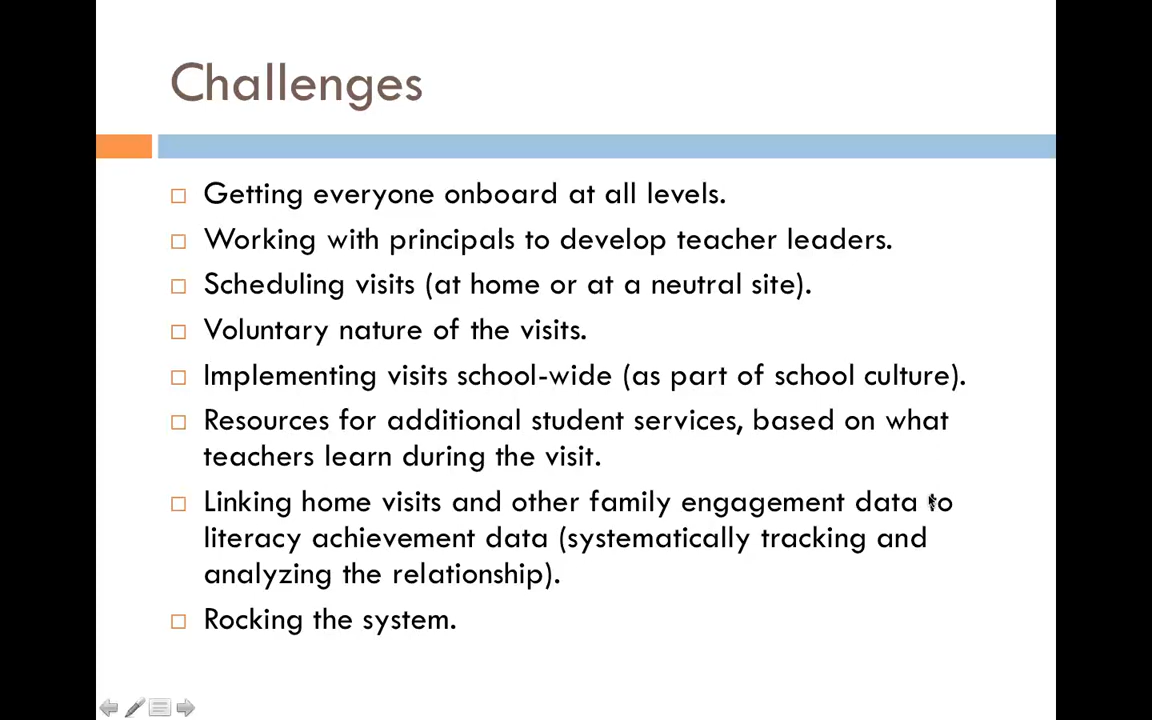 Challenges
Getting everyone onboard at all levels.
Working with principals to develop teacher leaders.
Scheduling visits (at home or at a neutral site).
Voluntary nature of the visits.
Implementing visits school-wide (as part of school culture).
Resources for additional student services, based on what
teachers learn during the visit.
Linking home visits and other family engagement data to
literacy achievement data (systematically tracking and
analyzing the relationship).
Rocking the system.